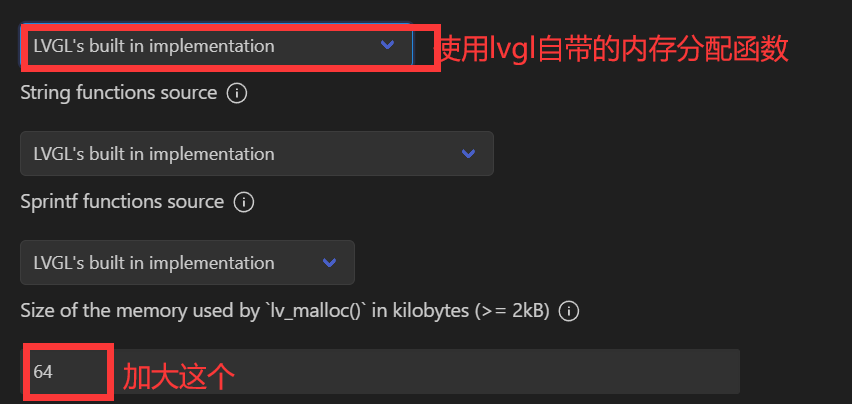 LVGL's built in implementation 使用lvgl自带的内存分配函数
String functions source
LVGL's built in implementation
Sprintf functions source
LVGL's built in implementation
Size of the memory used by `lv_malloc()` in kilobytes (>= 2kB)
64 加大这个